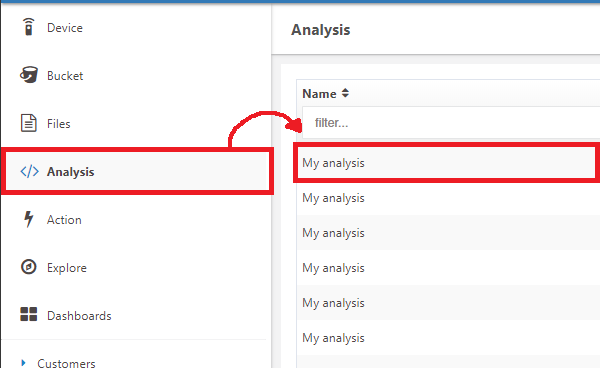 Device
Bucket
Files
Analysis
Action
Explore
Dashboards
Customers
Analysis
Name
filter...
My analysis
My analysis
My analysis
My analysis
My analysis
My analysis